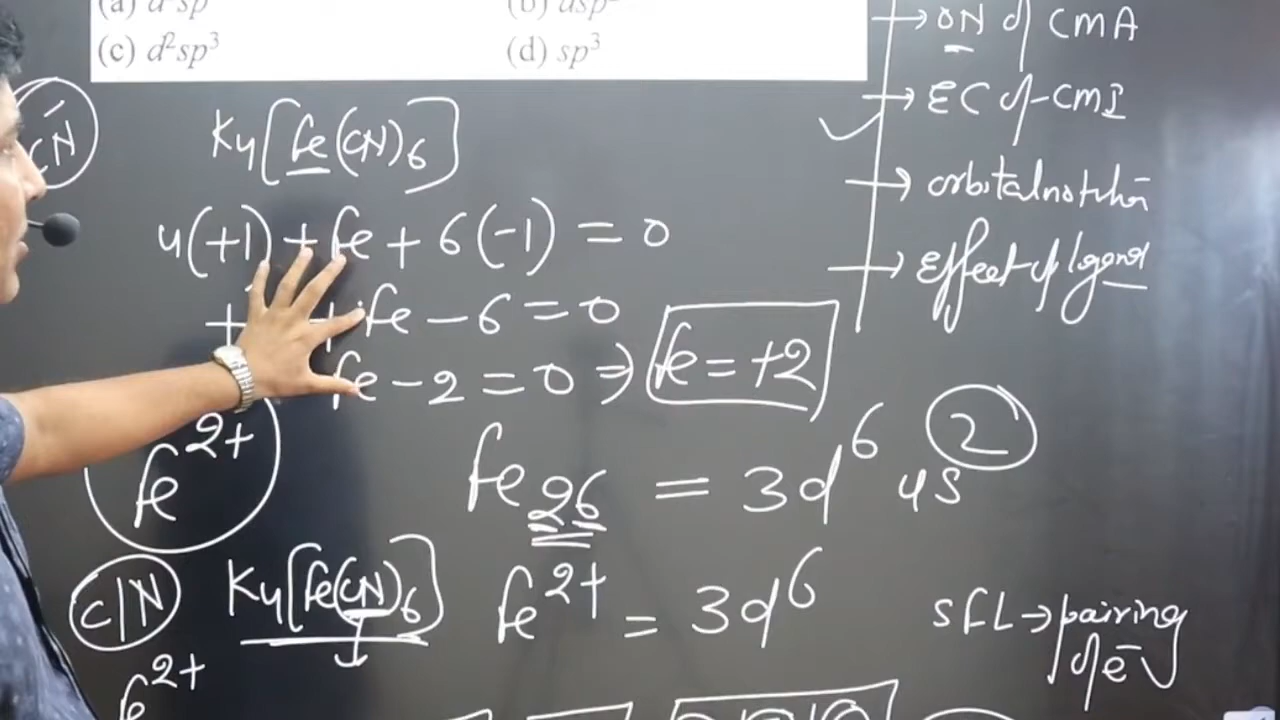 (c) d²sp³ (d) sp³
→ ON of CMA
→ EC of CMI
→ orbital notation
→ Effect of ligand
CN⁻
K4[Fe(CN)6]
4(+1) + Fe + 6(-1) = 0
+ Fe - 6 = 0
Fe - 2 = 0 ⇒ Fe = +2
Fe²⁺
Fe26 = 3d⁶ 4s²
C/N
K4[Fe(CN)6]
Fe²⁺ = 3d⁶
SFL → pairing
of e⁻
Fe²⁺